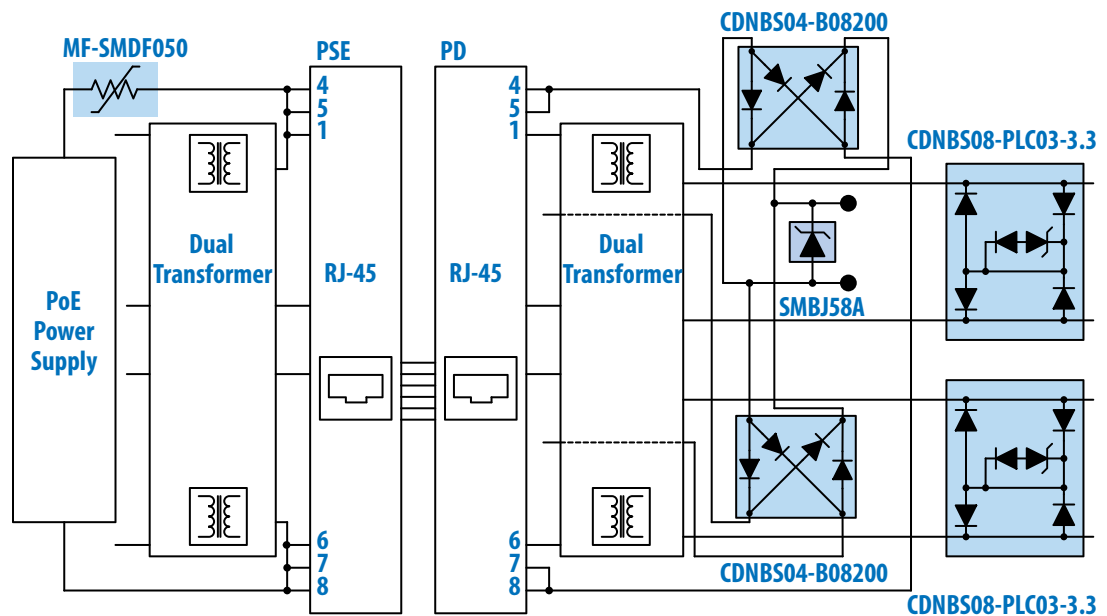 CDNBS04-B08200
MF-SMDF050
PSE
PD
4
5
1
4
5
1
CDNBS08-PLC03-3.3
Dual
Transformer
RJ-45
RJ-45
Dual
Transformer
PoE
Power
Supply
SMBJ58A
6
7
8
6
7
8
CDNBS04-B08200
CDNBS08-PLC03-3.3